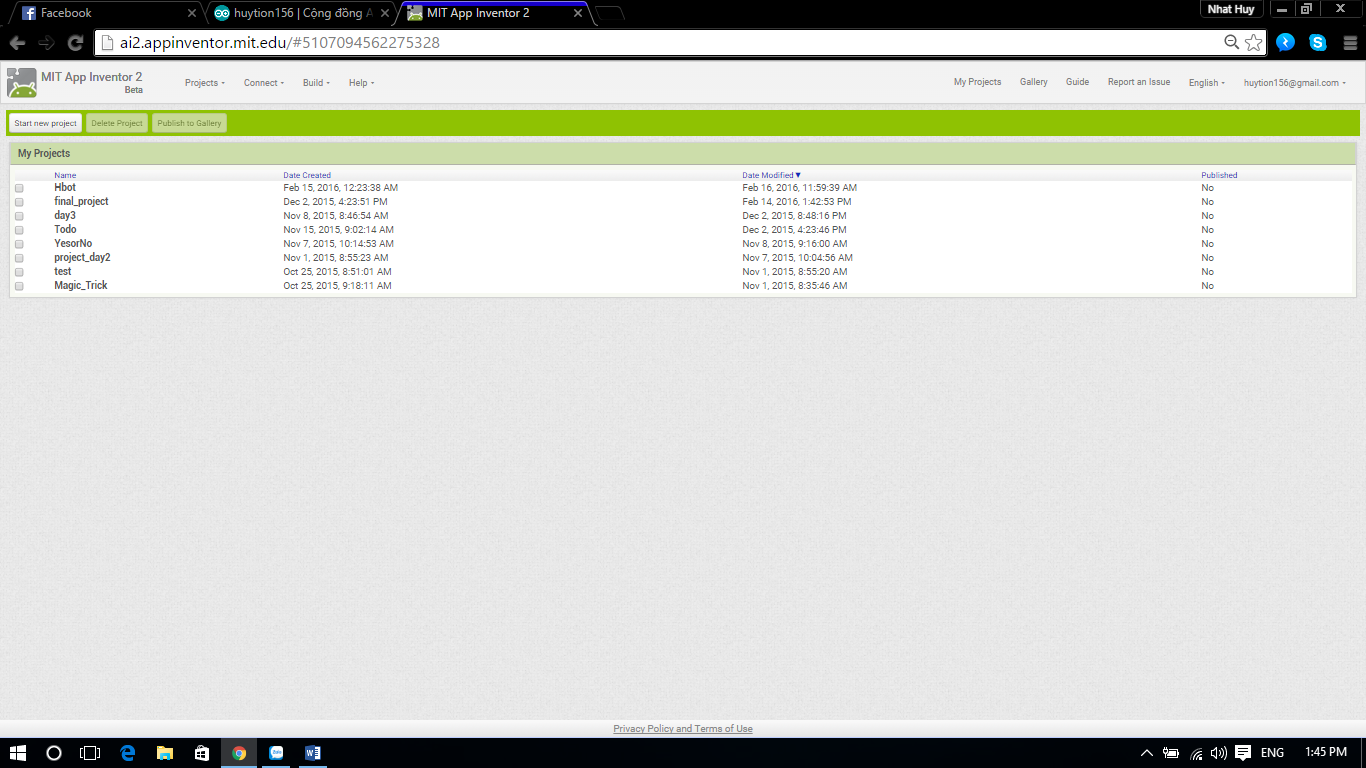 Facebook
huytion156 | Cộng đồng A
MIT App Inventor 2
Nhat Huy
ai2.appinventor.mit.edu/#5107094562275328
MIT App Inventor 2
Beta
Projects Connect Build Help
My Projects Gallery Guide Report an Issue English huytion156@gmail.com
Start new project Delete Project Publish to Gallery
My Projects
Name Date Created Date Modified Published
Hbot Feb 15, 2016, 12:23:38 AM Feb 16, 2016, 11:59:39 AM No
final_project Dec 2, 2015, 4:23:51 PM Feb 14, 2016, 1:42:53 PM No
day3 Nov 8, 2015, 8:46:54 AM Dec 2, 2015, 8:48:16 PM No
Todo Nov 15, 2015, 9:02:14 AM Dec 2, 2015, 4:23:46 PM No
YesorNo Nov 7, 2015, 10:14:53 AM Nov 8, 2015, 9:16:00 AM No
project_day2 Nov 1, 2015, 8:55:23 AM Nov 7, 2015, 10:04:56 AM No
test Oct 25, 2015, 8:51:01 AM Nov 1, 2015, 8:55:20 AM No
Magic_Trick Oct 25, 2015, 9:18:11 AM Nov 1, 2015, 8:35:46 AM No
Privacy Policy and Terms of Use
ENG 1:45 PM